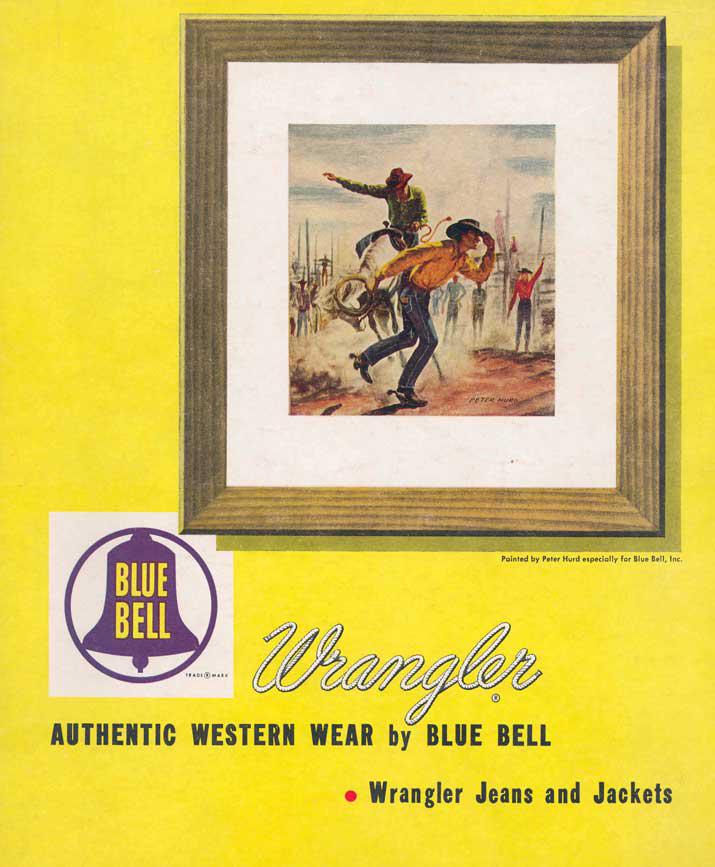 PETER HURD
Painted by Peter Hurd especially for Blue Bell, Inc.
BLUE
BELL
TRADE ® MARK
Wrangler
®
AUTHENTIC WESTERN WEAR by BLUE BELL
• Wrangler Jeans and Jackets